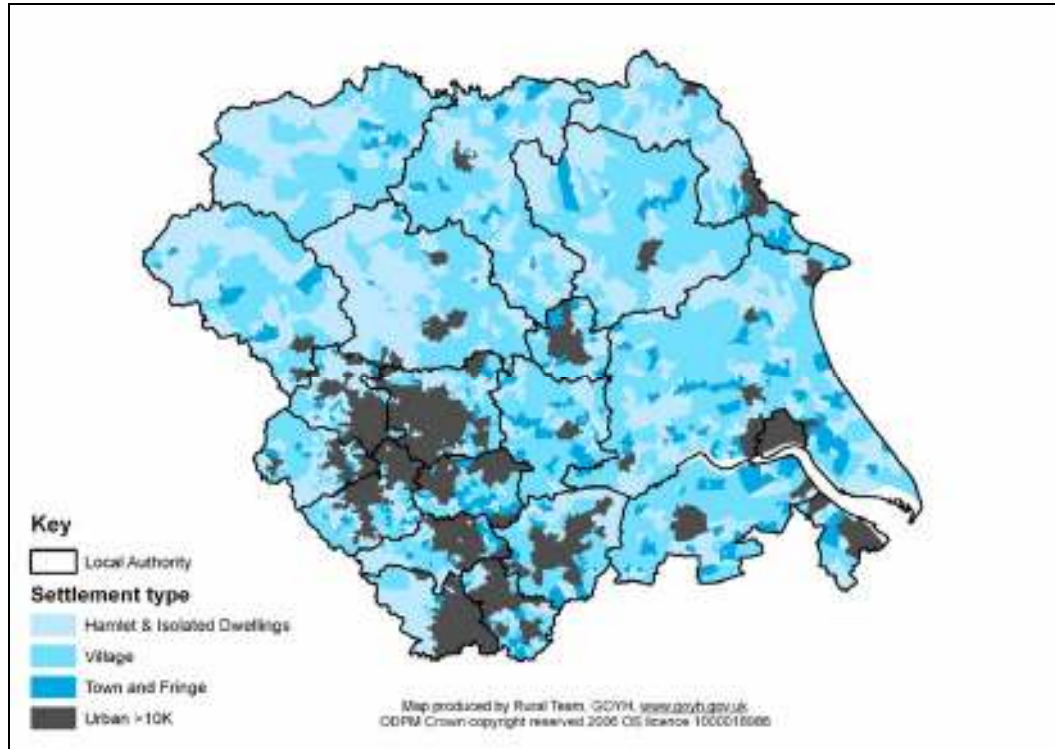 Key
Local Authority
Settlement type
Hamlet & Isolated Dwellings
Village
Town and Fringe
Urban >10K
Map produced by Rural Team, GOYH, www.goyh.gov.uk
ODPM Crown copyright reserved 2006 OS licence